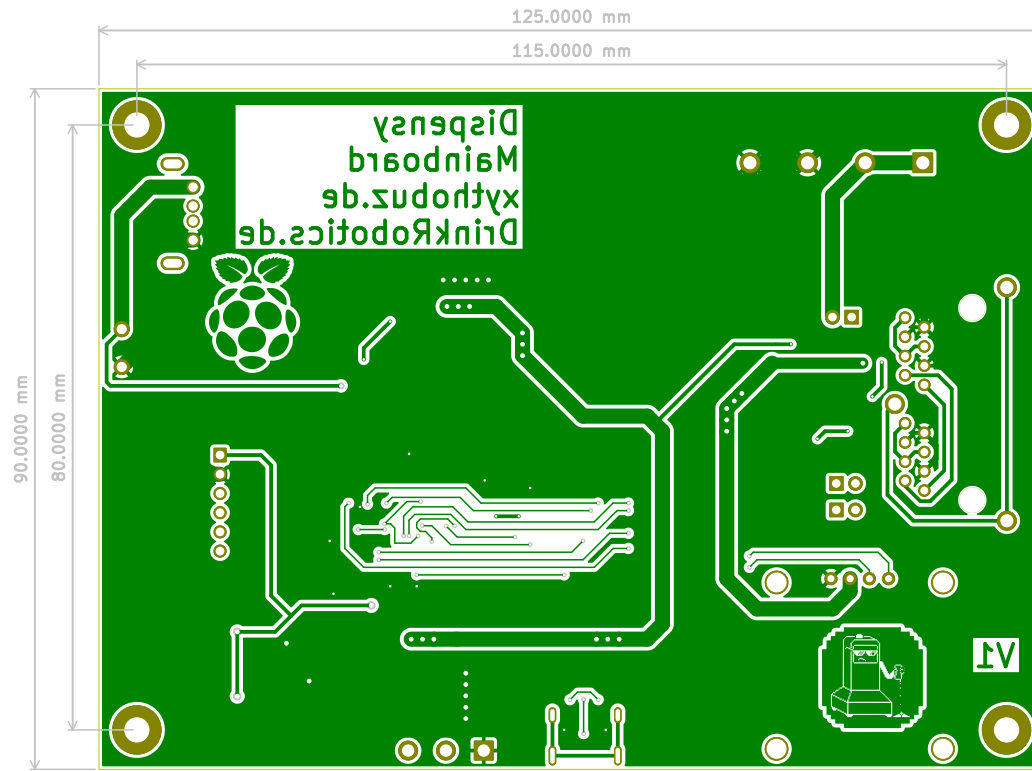 125.0000 mm
115.0000 mm
Dispensy
Mainboard
xythobuz.de
DrinkRobotics.de
90.0000 mm
80.0000 mm
V1